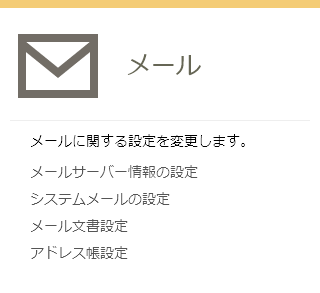 メール
メールに関する設定を変更します。
メールサーバー情報の設定
システムメールの設定
メール文書設定
アドレス帳設定